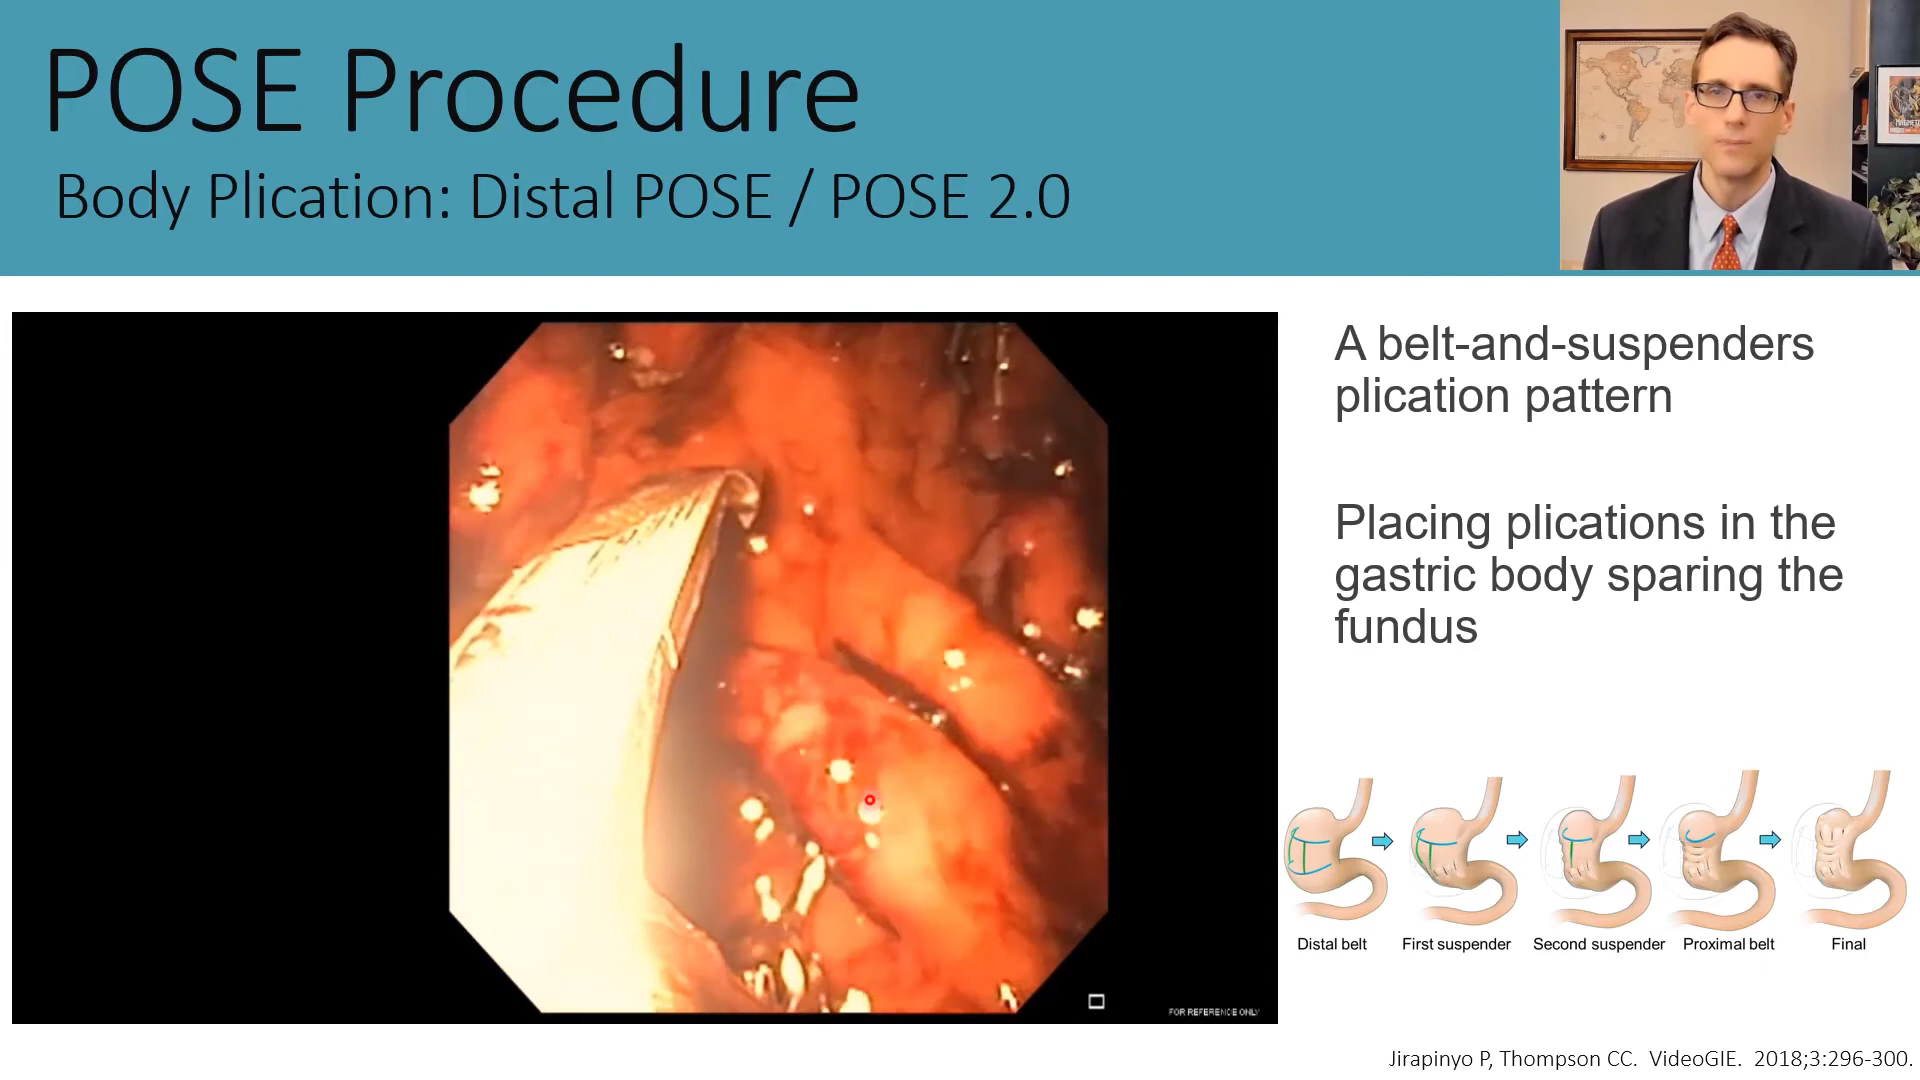 POSE Procedure
Body Plication: Distal POSE / POSE 2.0
A belt-and-suspenders
plication pattern
Placing plications in the
gastric body sparing the
fundus
Distal belt
First suspender
Second suspender
Proximal belt
Final
FOR REFERENCE ONLY
Jirapinyo P, Thompson CC. VideoGIE. 2018;3:296-300.